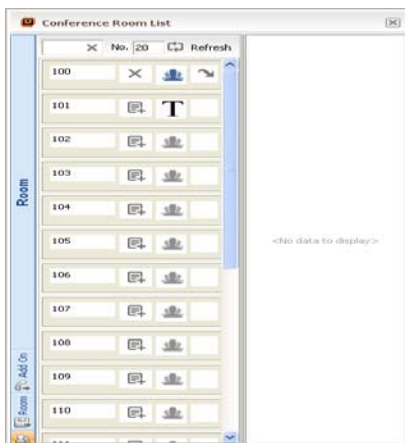 Conference Room List
No. 20 Refresh
100
101 T
102
103
104
105
106
107
108
109
110
Room
Add On
Room
<No data to display>